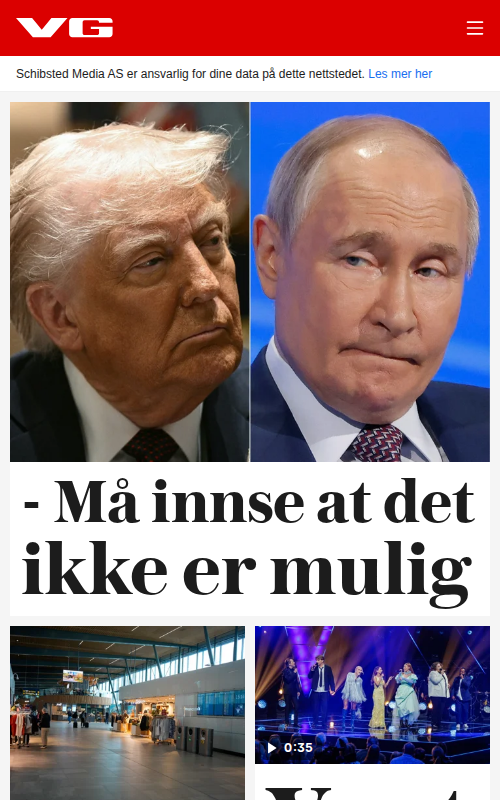 VG
Schibsted Media AS er ansvarlig for dine data på dette nettstedet. Les mer her
- Må innse at det
ikke er mulig
0:35